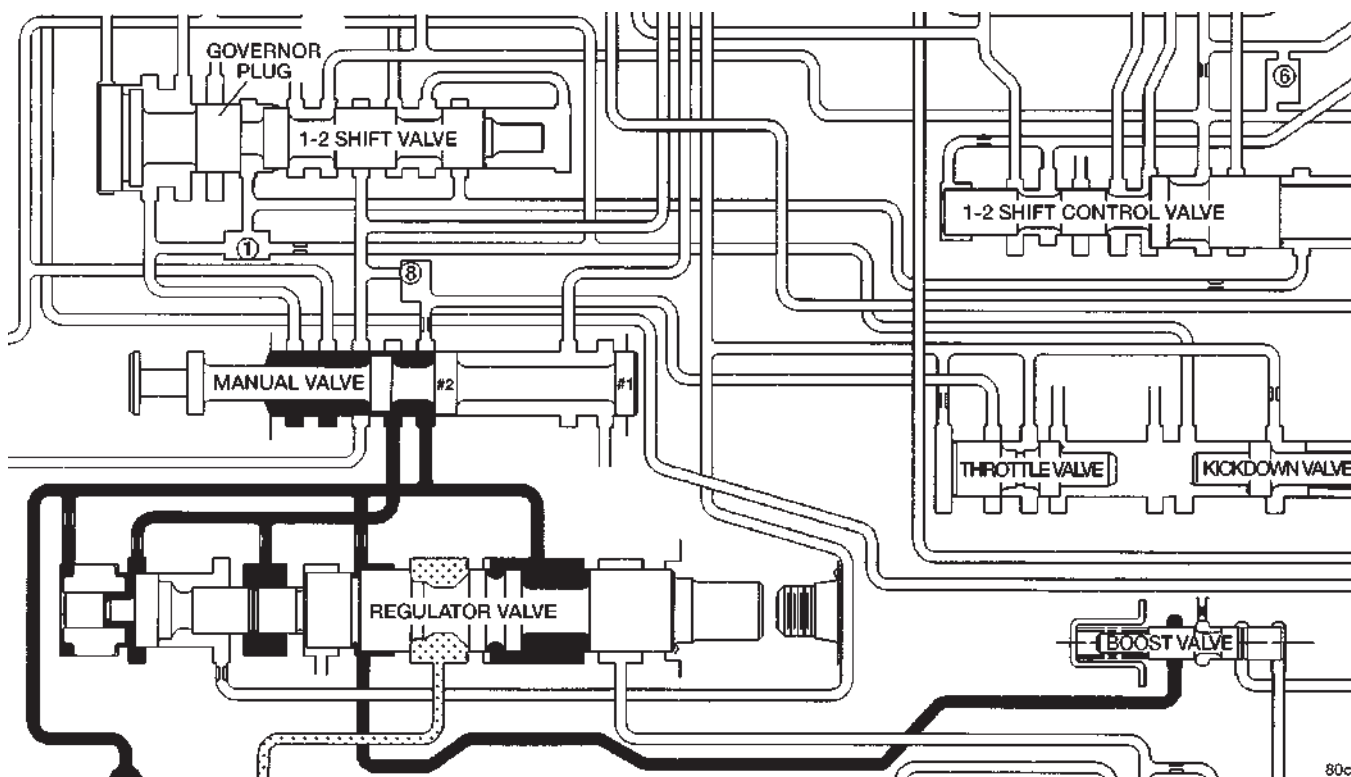 GOVERNOR
PLUG
6
1-2 SHIFT VALVE
1-2 SHIFT CONTROL VALVE
1
8
MANUAL VALVE
#2
#1
THROTTLE VALVE
KICKDOWN VALVE
REGULATOR VALVE
BOOST VALVE
80c